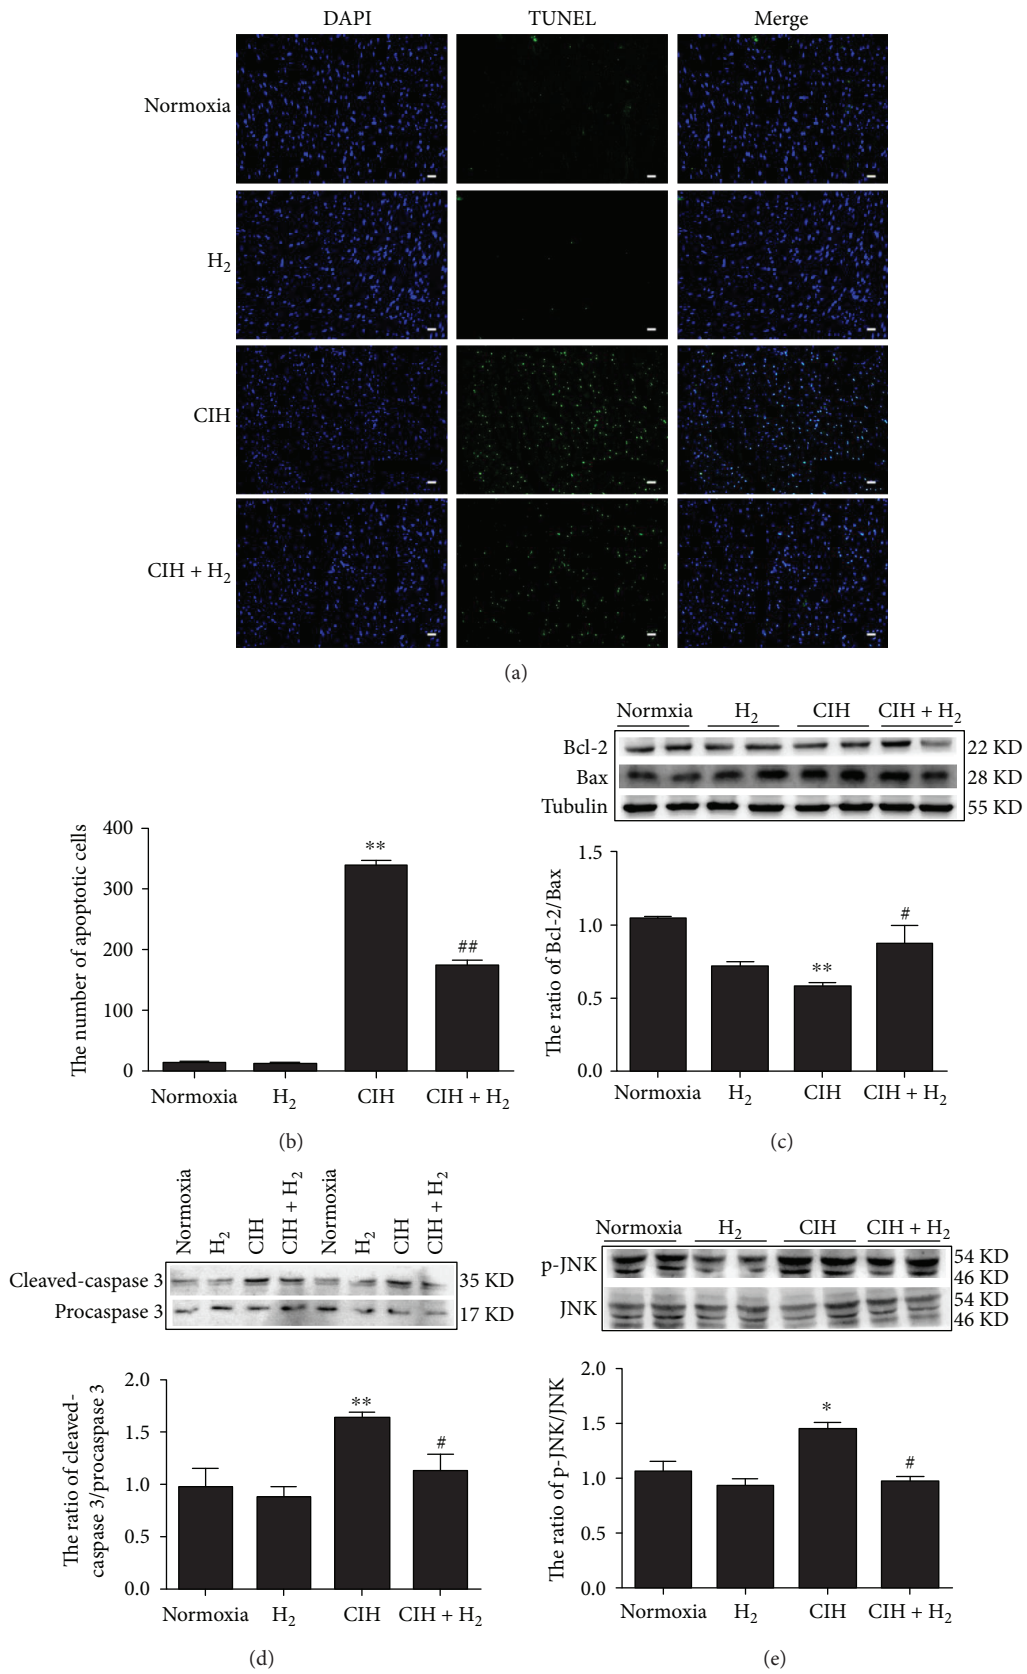 DAPI TUNEL Merge
Normoxia
H2
CIH
CIH + H2
(a)
Normxia H2 CIH CIH + H2
Bcl-2 22 KD
Bax 28 KD
Tubulin 55 KD
The number of apoptotic cells
400
300
200
100
0
**
##
Normoxia H2 CIH CIH + H2
(b)
The ratio of Bcl-2/Bax
1.5
1.0
0.5
0.0
**
#
Normoxia H2 CIH CIH + H2
(c)
Normoxia H2 CIH CIH + H2 Normoxia H2 CIH CIH + H2
Cleaved-caspase 3 35 KD
Procaspase 3 17 KD
The ratio of cleaved-
caspase 3/procaspase 3
2.0
1.5
1.0
0.5
0.0
**
#
Normoxia H2 CIH CIH + H2
(d)
Normoxia H2 CIH CIH + H2
p-JNK 54 KD
46 KD
JNK 54 KD
46 KD
The ratio of p-JNK/JNK
2.0
1.5
1.0
0.5
0.0
*
#
Normoxia H2 CIH CIH + H2
(e)